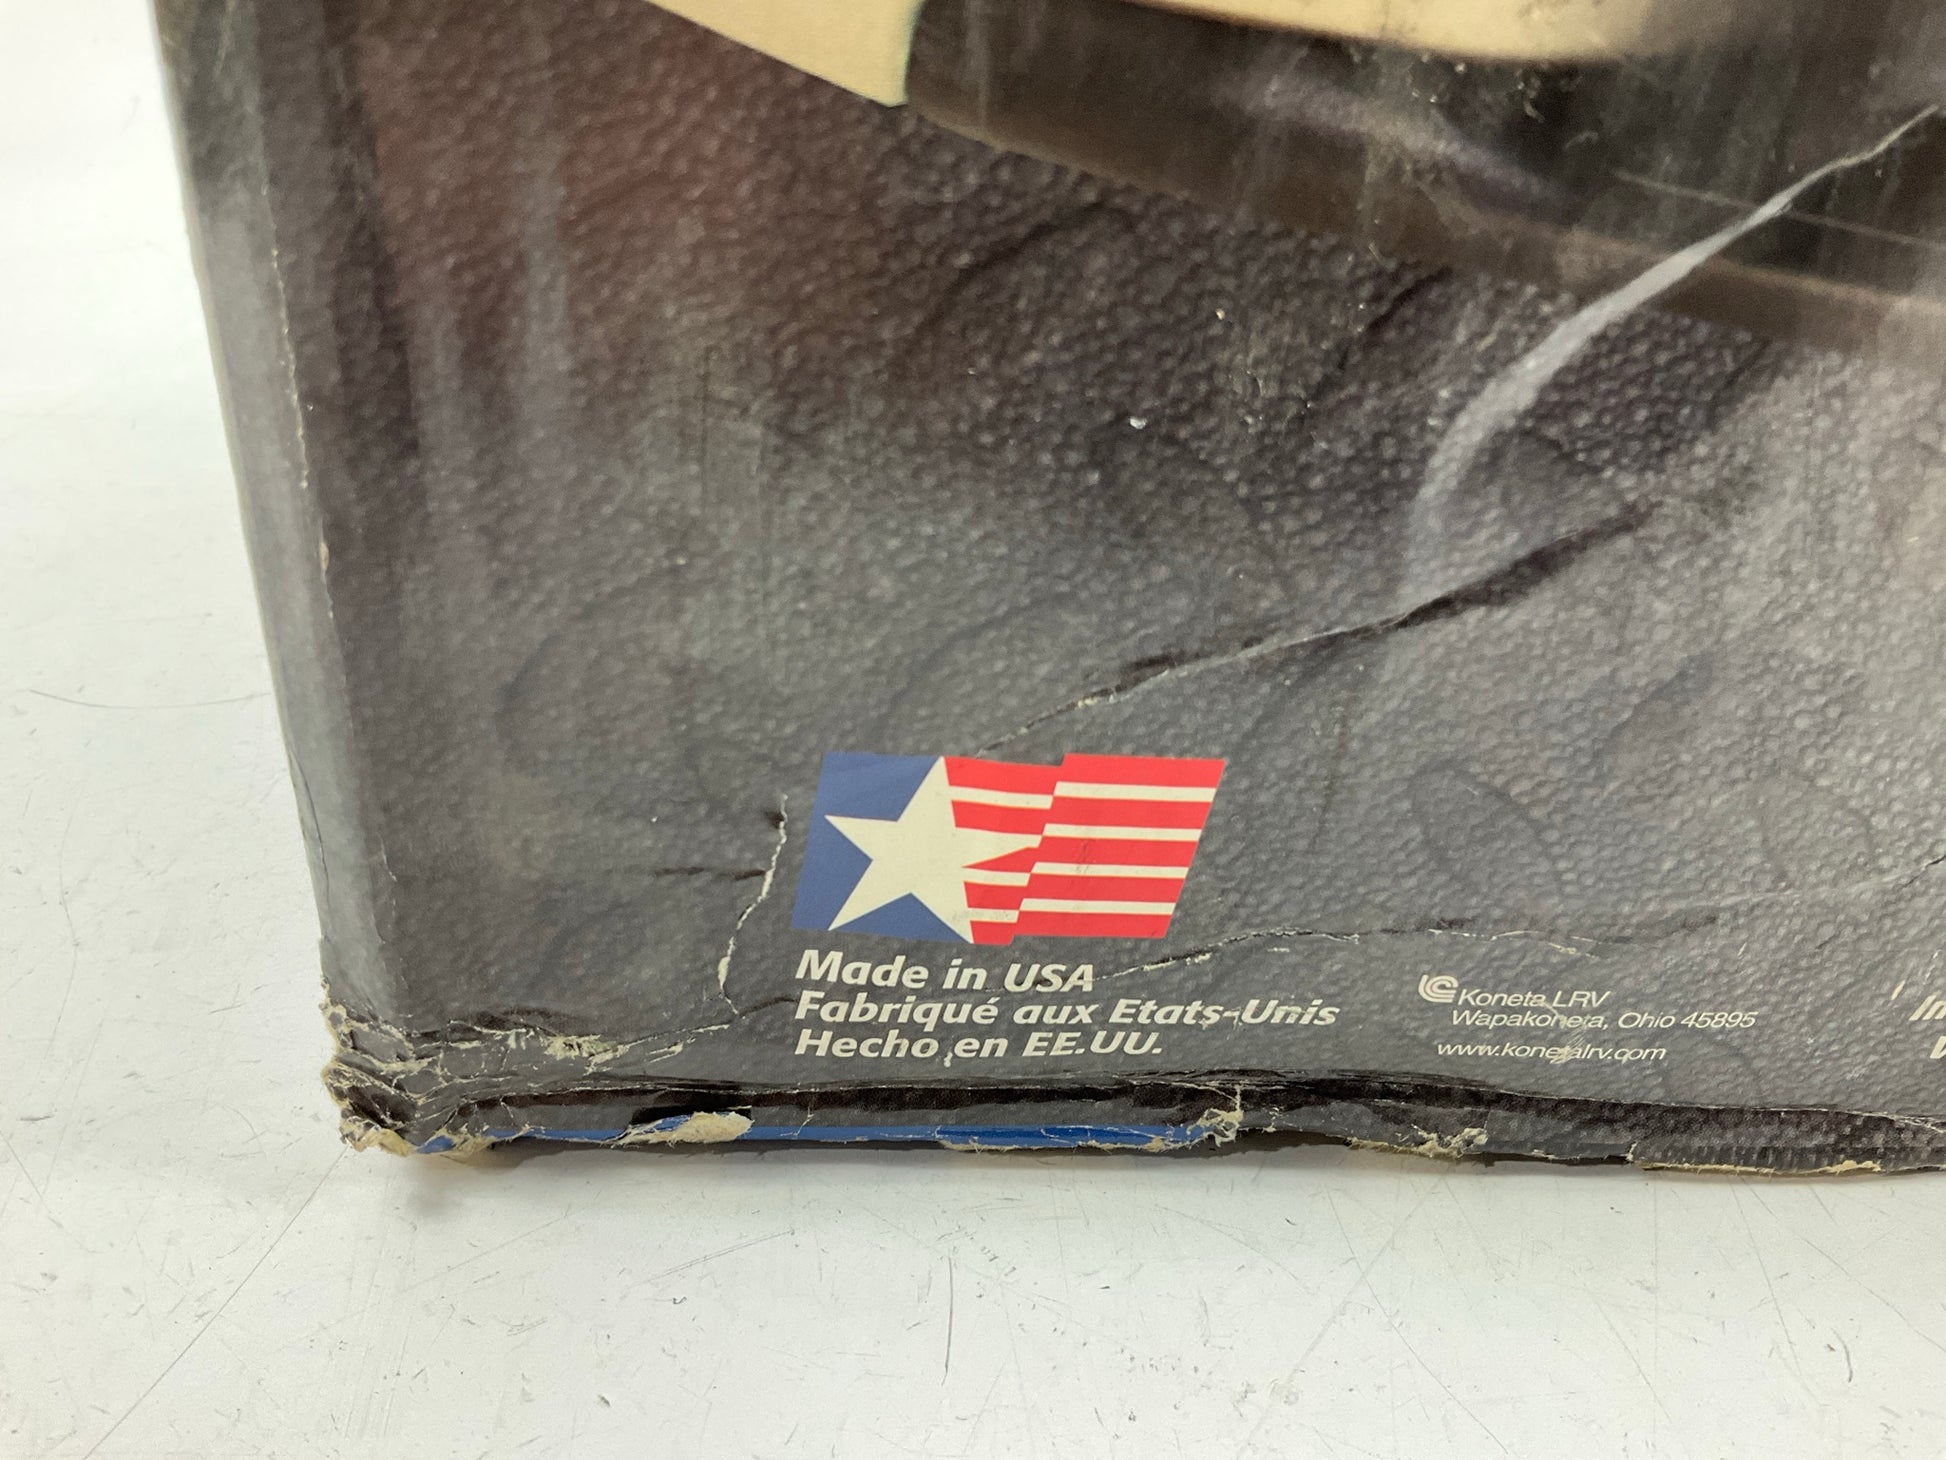 Made in USA
Fabriqué aux Etats-Unis
Hecho en EE.UU.
Koneta LRV
Wapakoneta, Ohio 45895
www.konetalrv.com